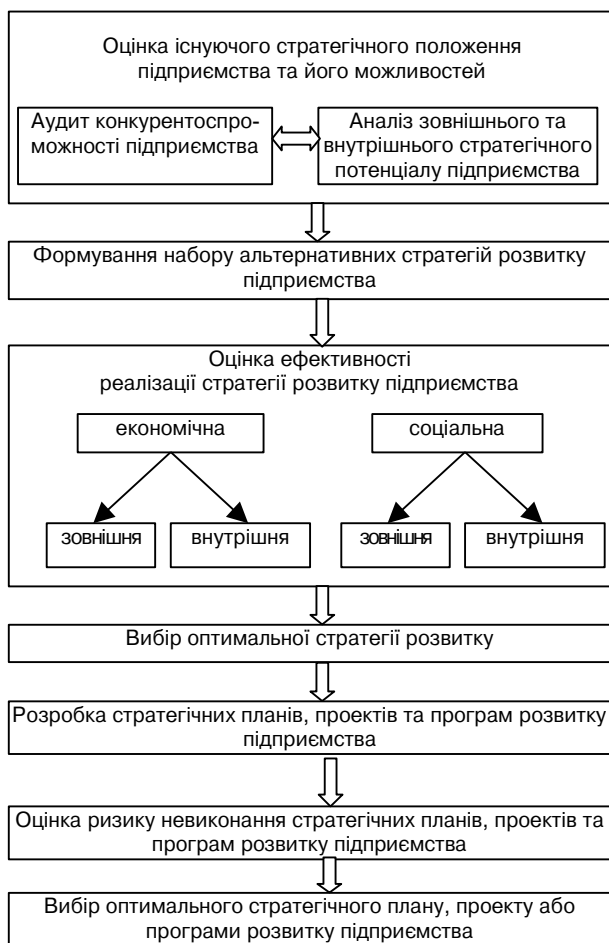 Оцінка існуючого стратегічного положення
підприємства та його можливостей
Аудит конкурентоспро-
можності підприємства
Аналіз зовнішнього та
внутрішнього стратегічного
потенціалу підприємства
Формування набору альтернативних стратегій розвитку
підприємства
Оцінка ефективності
реалізації стратегії розвитку підприємства
економічна
соціальна
зовнішня
внутрішня
зовнішня
внутрішня
Вибір оптимальної стратегії розвитку
Розробка стратегічних планів, проектів та програм розвитку
підприємства
Оцінка ризику невиконання стратегічних планів, проектів та
програм розвитку підприємства
Вибір оптимального стратегічного плану, проекту або
програми розвитку підприємства